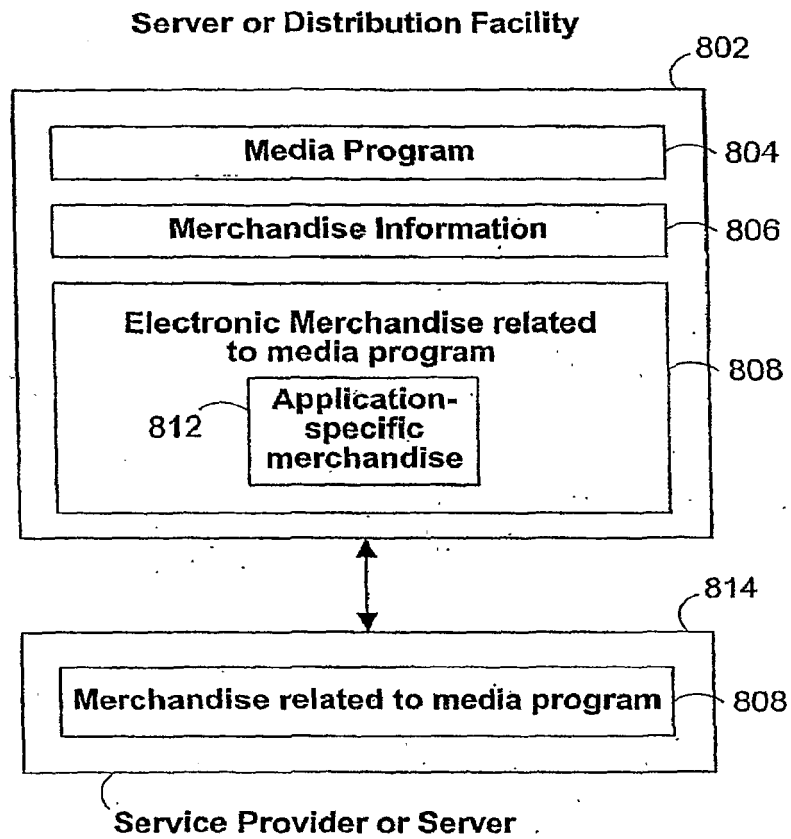 Server or Distribution Facility
802
Media Program
804
Merchandise Information
806
Electronic Merchandise related
to media program
808
812
Application-
specific
merchandise
814
Merchandise related to media program
808
Service Provider or Server